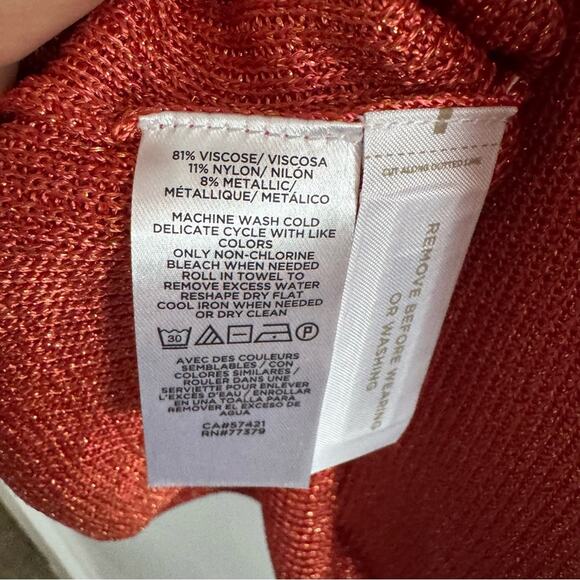 81% VISCOSE/ VISCOSA
11% NYLON/ NILÓN
8% METALLIC/
MÉTALLIQUE/ METÁLICO
MACHINE WASH COLD
DELICATE CYCLE WITH LIKE
COLORS
ONLY NON-CHLORINE
BLEACH WHEN NEEDED
ROLL IN TOWEL TO
REMOVE EXCESS WATER
RESHAPE DRY FLAT
COOL IRON WHEN NEEDED
OR DRY CLEAN
30 P
AVEC DES COULEURS
SEMBLABLES / CON
COLORES SIMILARES /
ROULER DANS UNE
SERVIETTE POUR ENLEVER
L'EXCES D'EAU / ENROLLAR
EN UNA TOALLA PARA
REMOVER EL EXCESO DE
AGUA
CA#57421
RN#77379
CUT ALONG DOTTED LINE
REMOVE BEFORE WEARING
OR WASHING